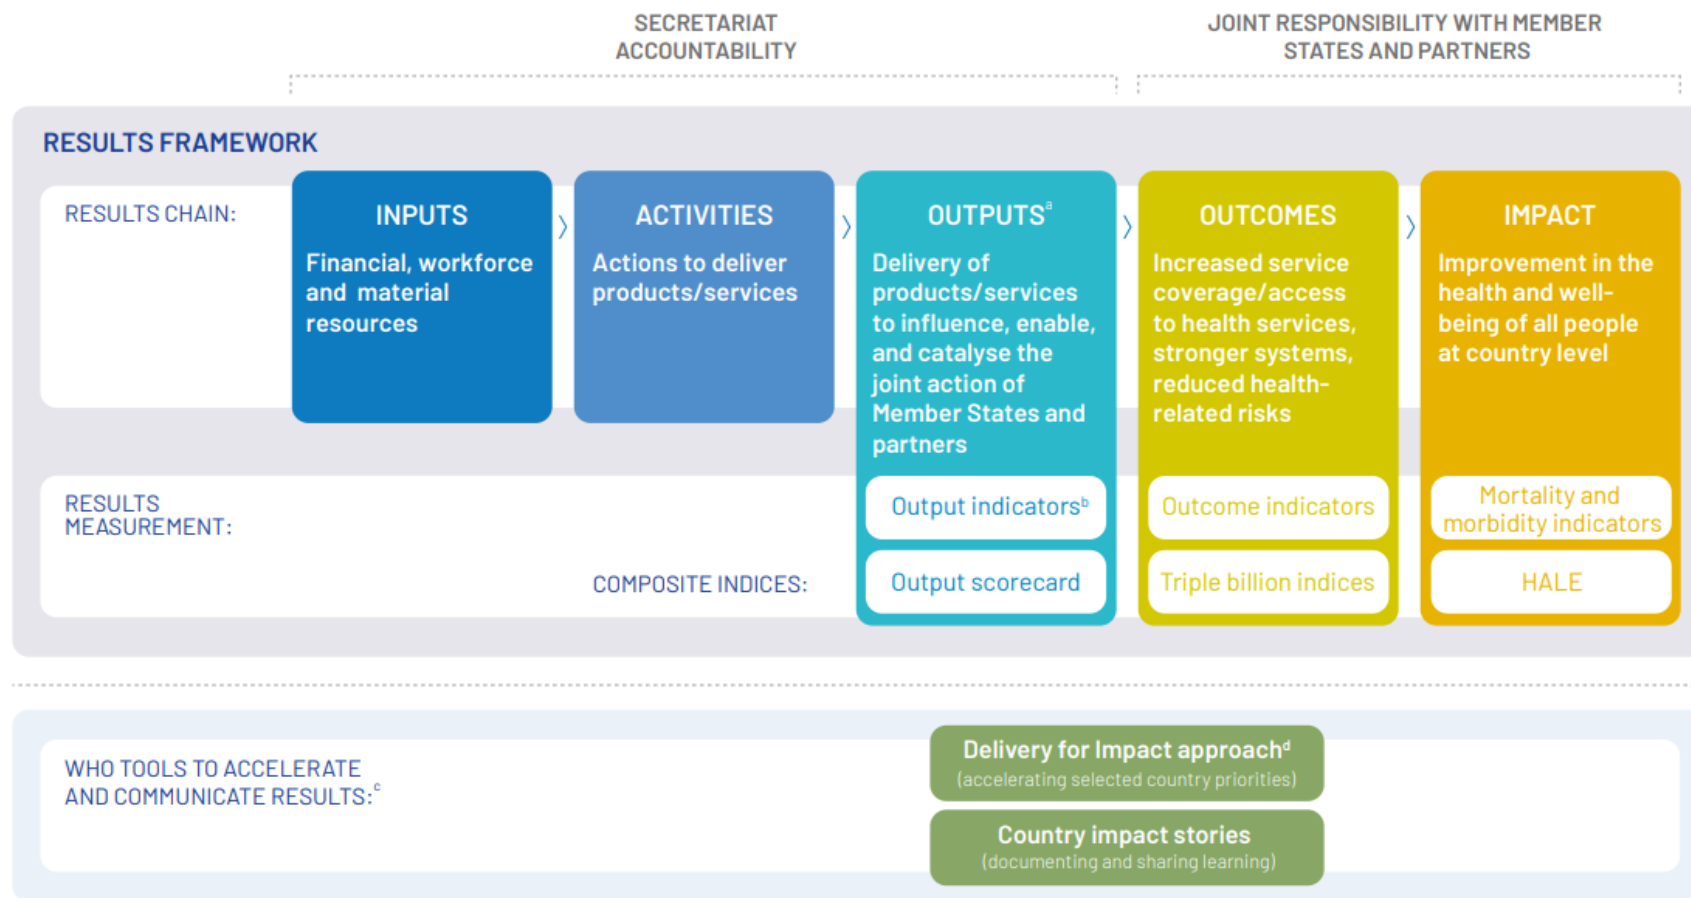 SECRETARIAT
ACCOUNTABILITY
JOINT RESPONSIBILITY WITH MEMBER
STATES AND PARTNERS
RESULTS FRAMEWORK
RESULTS CHAIN:
INPUTS
Financial, workforce
and material
resources
ACTIVITIES
Actions to deliver
products/services
OUTPUTSᵃ
Delivery of
products/services
to influence, enable,
and catalyse the
joint action of
Member States and
partners
OUTCOMES
Increased service
coverage/access
to health services,
stronger systems,
reduced health-
related risks
IMPACT
Improvement in the
health and well-
being of all people
at country level
RESULTS
MEASUREMENT:
Output indicatorsᵇ
Outcome indicators
Mortality and
morbidity indicators
COMPOSITE INDICES:
Output scorecard
Triple billion indices
HALE
WHO TOOLS TO ACCELERATE
AND COMMUNICATE RESULTS:ᶜ
Delivery for Impact approachᵈ
(accelerating selected country priorities)
Country impact stories
(documenting and sharing learning)